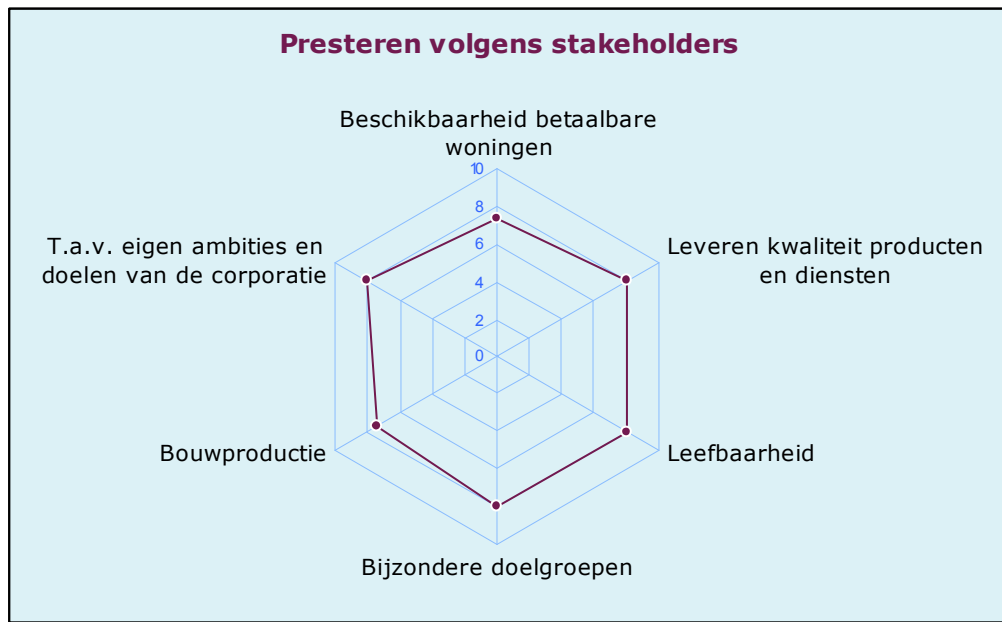 Presteren volgens stakeholders
Beschikbaarheid betaalbare
woningen
10
8
6
4
2
0
Leveren kwaliteit producten
en diensten
Leefbaarheid
Bijzondere doelgroepen
Bouwproductie
T.a.v. eigen ambities en
doelen van de corporatie